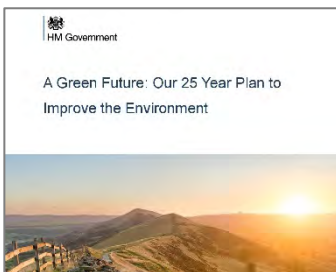 HM Government
A Green Future: Our 25 Year Plan to
Improve the Environment